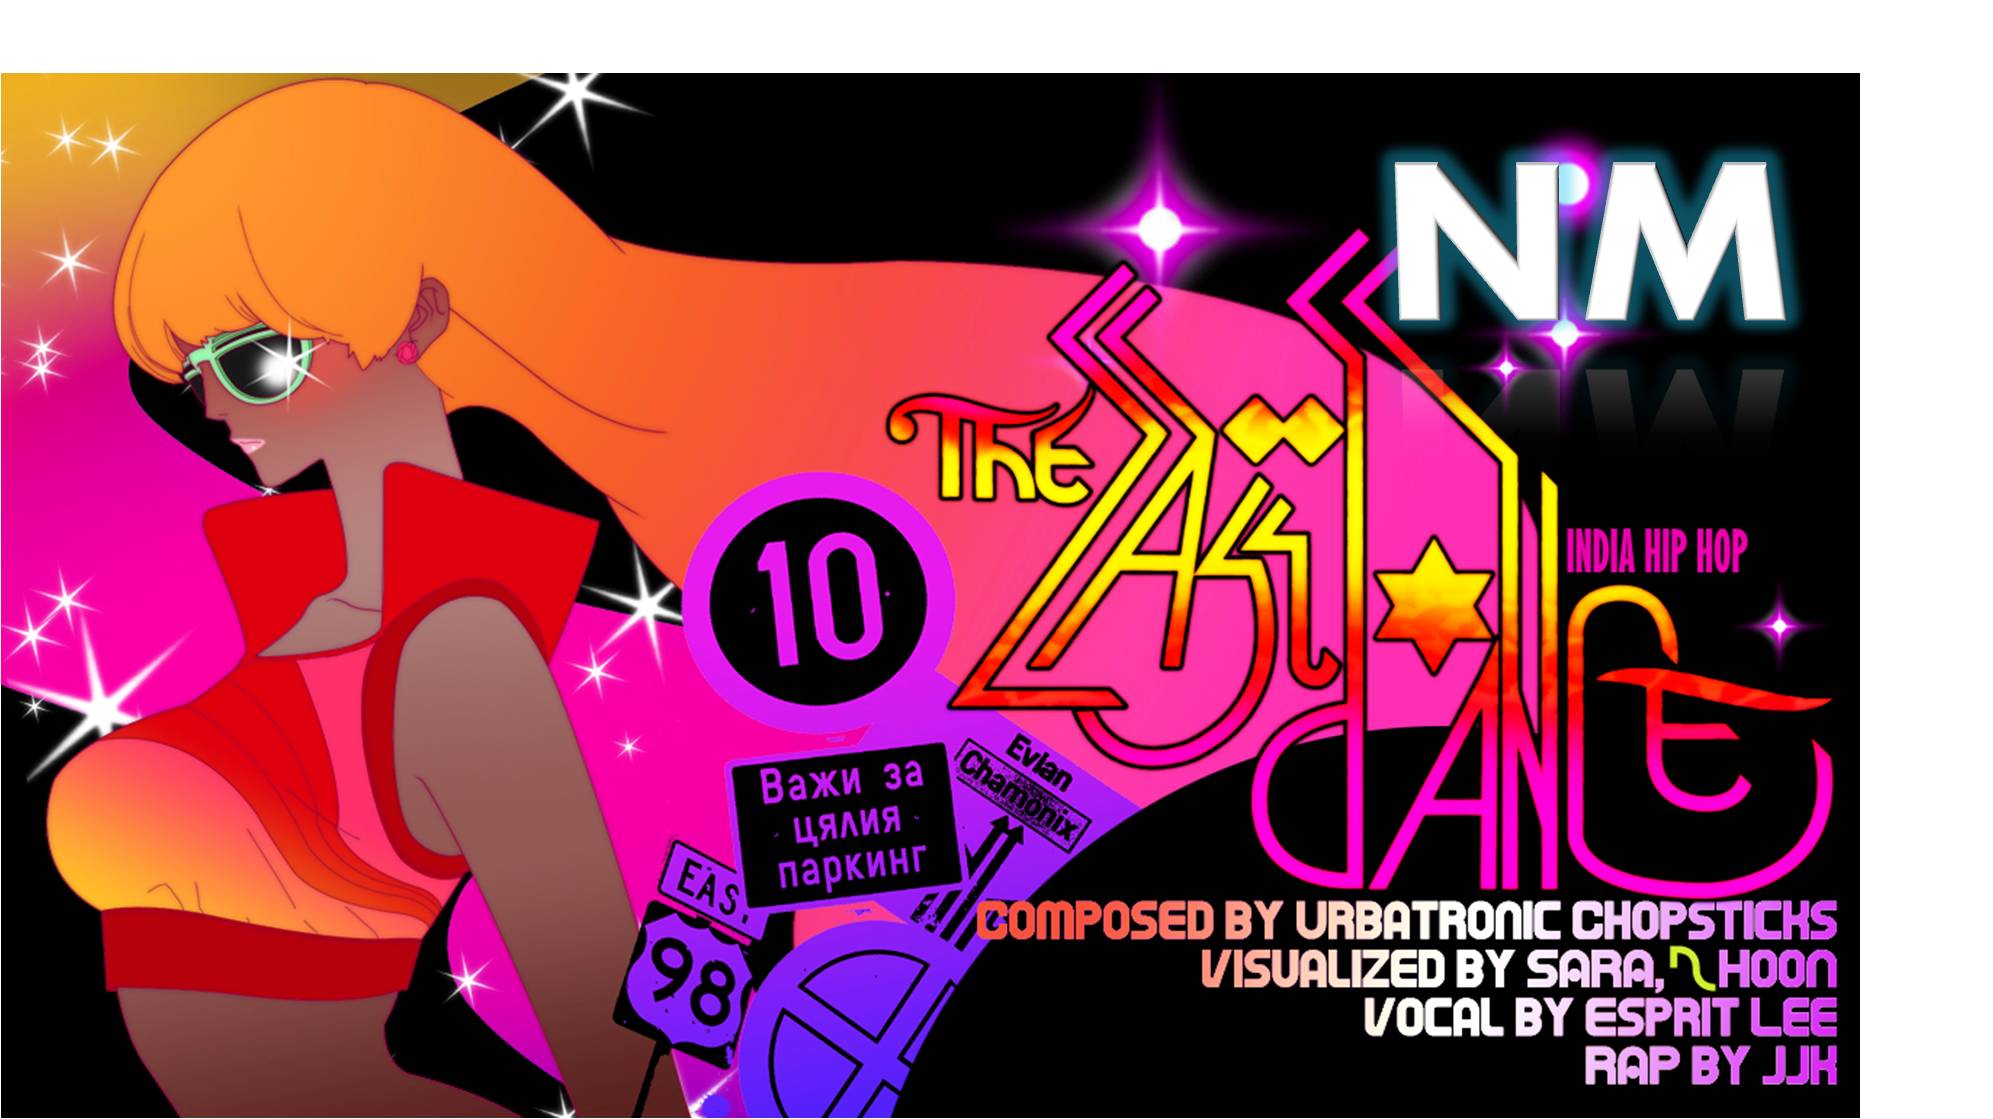 NM
The Last
Dance
INDIA HIP HOP
10
Важи за
цялия
паркинг
Evian
Chamonix
EAS
98
COMPOSED BY URBATRONIC CHOPSTICKS
VISUALIZED BY SARA, HOON
VOCAL BY ESPRIT LEE
RAP BY JJK